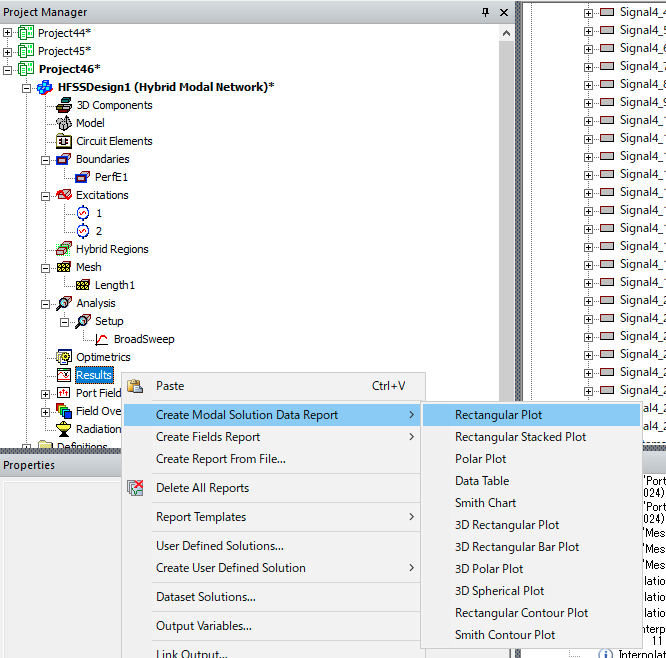 Project Manager
Project44*
Project45*
Project46*
HFSSDesign1 (Hybrid Modal Network)*
3D Components
Model
Circuit Elements
Boundaries
PerfE1
Excitations
1
2
Hybrid Regions
Mesh
Length1
Analysis
Setup
BroadSweep
Optimetrics
Results
Port Field
Field Ove
Radiation
Definitions
Properties
Paste Ctrl+V
Create Modal Solution Data Report
Create Fields Report
Create Report From File...
Delete All Reports
Report Templates
User Defined Solutions...
Create User Defined Solution
Dataset Solutions...
Output Variables...
Link Output...
Rectangular Plot
Rectangular Stacked Plot
Polar Plot
Data Table
Smith Chart
3D Rectangular Plot
3D Rectangular Bar Plot
3D Polar Plot
3D Spherical Plot
Rectangular Contour Plot
Smith Contour Plot
Signal4_4
Signal4_5
Signal4_6
Signal4_7
Signal4_8
Signal4_9
Signal4_1
Signal4_1
Signal4_1
Signal4_1
Signal4_1
Signal4_1
Signal4_1
Signal4_1
Signal4_1
Signal4_1
Signal4_2
Signal4_2
Signal4_2
Signal4_2
Signal4_2
Signal4_2
al4_2
al4_2
'Port
024)
'Port
024)
'Mes
'Mes
'Mes
lation
lation
lation
nterp
11
Interpolat